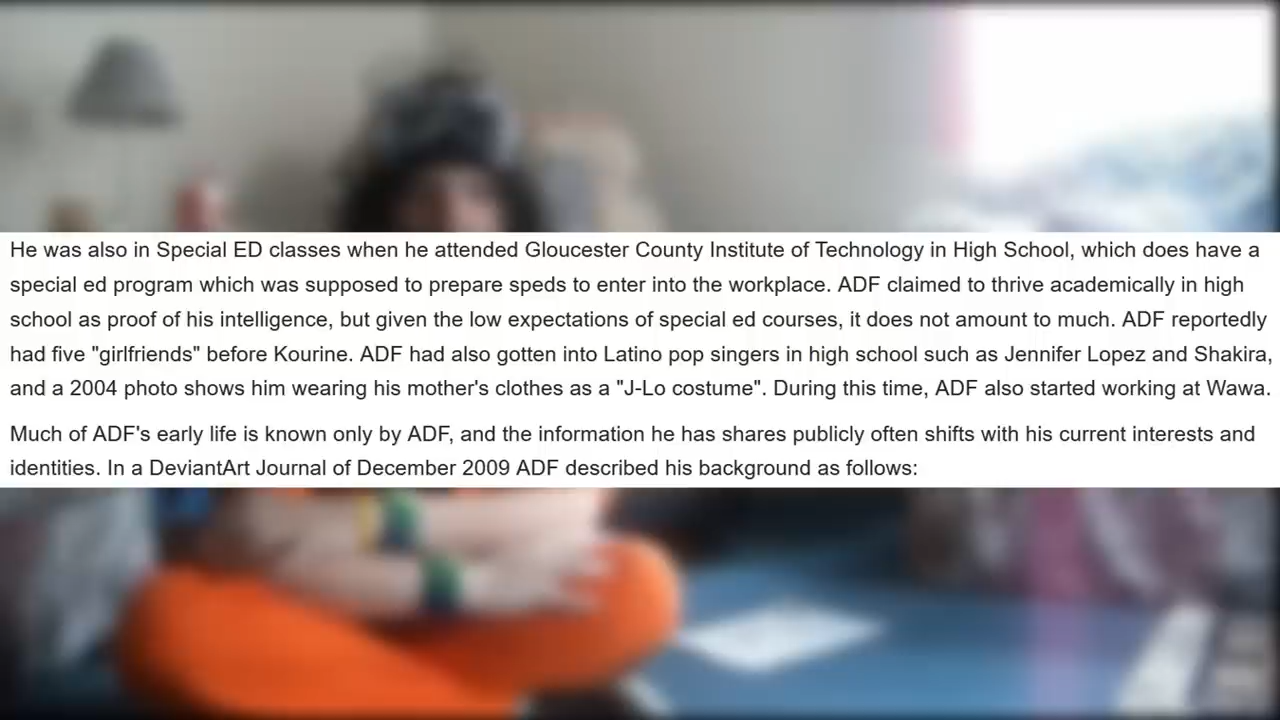 He was also in Special ED classes when he attended Gloucester County Institute of Technology in High School, which does have a
special ed program which was supposed to prepare speds to enter into the workplace. ADF claimed to thrive academically in high
school as proof of his intelligence, but given the low expectations of special ed courses, it does not amount to much. ADF reportedly
had five "girlfriends" before Kourine. ADF had also gotten into Latino pop singers in high school such as Jennifer Lopez and Shakira,
and a 2004 photo shows him wearing his mother's clothes as a "J-Lo costume". During this time, ADF also started working at Wawa.
Much of ADF's early life is known only by ADF, and the information he has shares publicly often shifts with his current interests and
identities. In a DeviantArt Journal of December 2009 ADF described his background as follows: